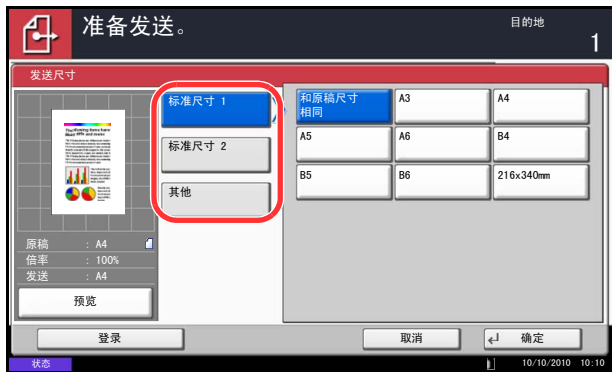 准备发送。
目的地
1
发送尺寸
标准尺寸 1
标准尺寸 2
其他
和原稿尺寸
相同
A3
A4
A5
A6
B4
B5
B6
216x340mm
原稿 : A4
倍率 : 100%
发送 : A4
预览
登录
取消
确定
状态
10/10/2010 10:10